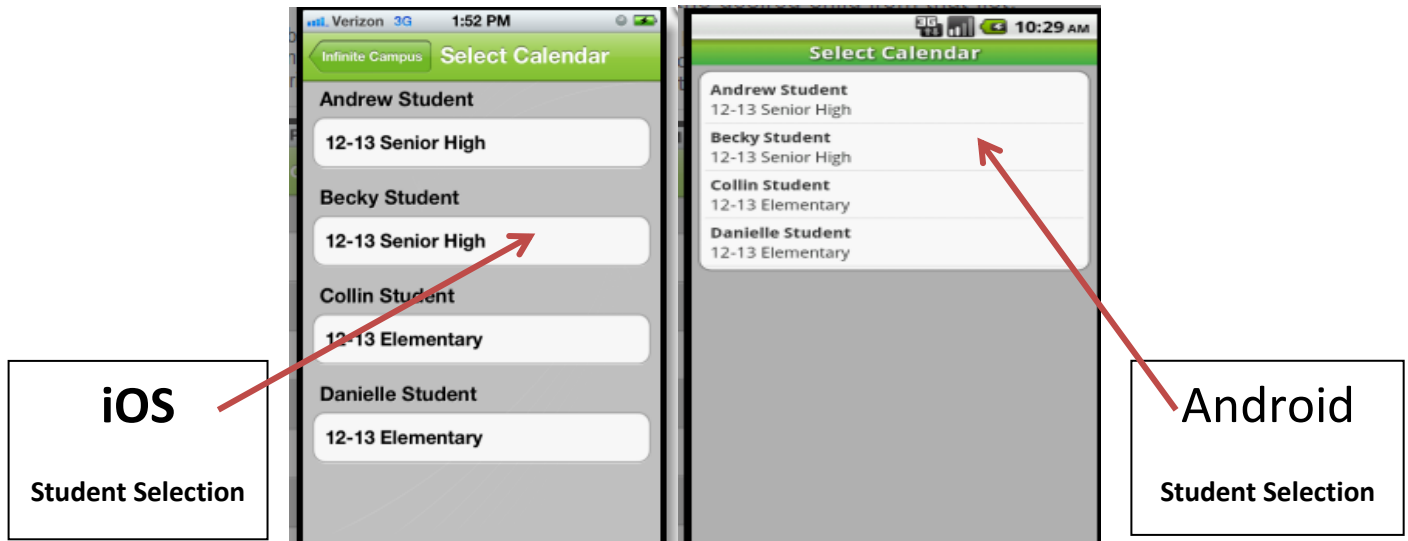 Verizon 3G 1:52 PM
Infinite Campus Select Calendar
Andrew Student
12-13 Senior High
Becky Student
12-13 Senior High
Collin Student
12-13 Elementary
Danielle Student
12-13 Elementary
3G 10:29 AM
Select Calendar
Andrew Student
12-13 Senior High
Becky Student
12-13 Senior High
Collin Student
12-13 Elementary
Danielle Student
12-13 Elementary
iOS
Student Selection
Android
Student Selection